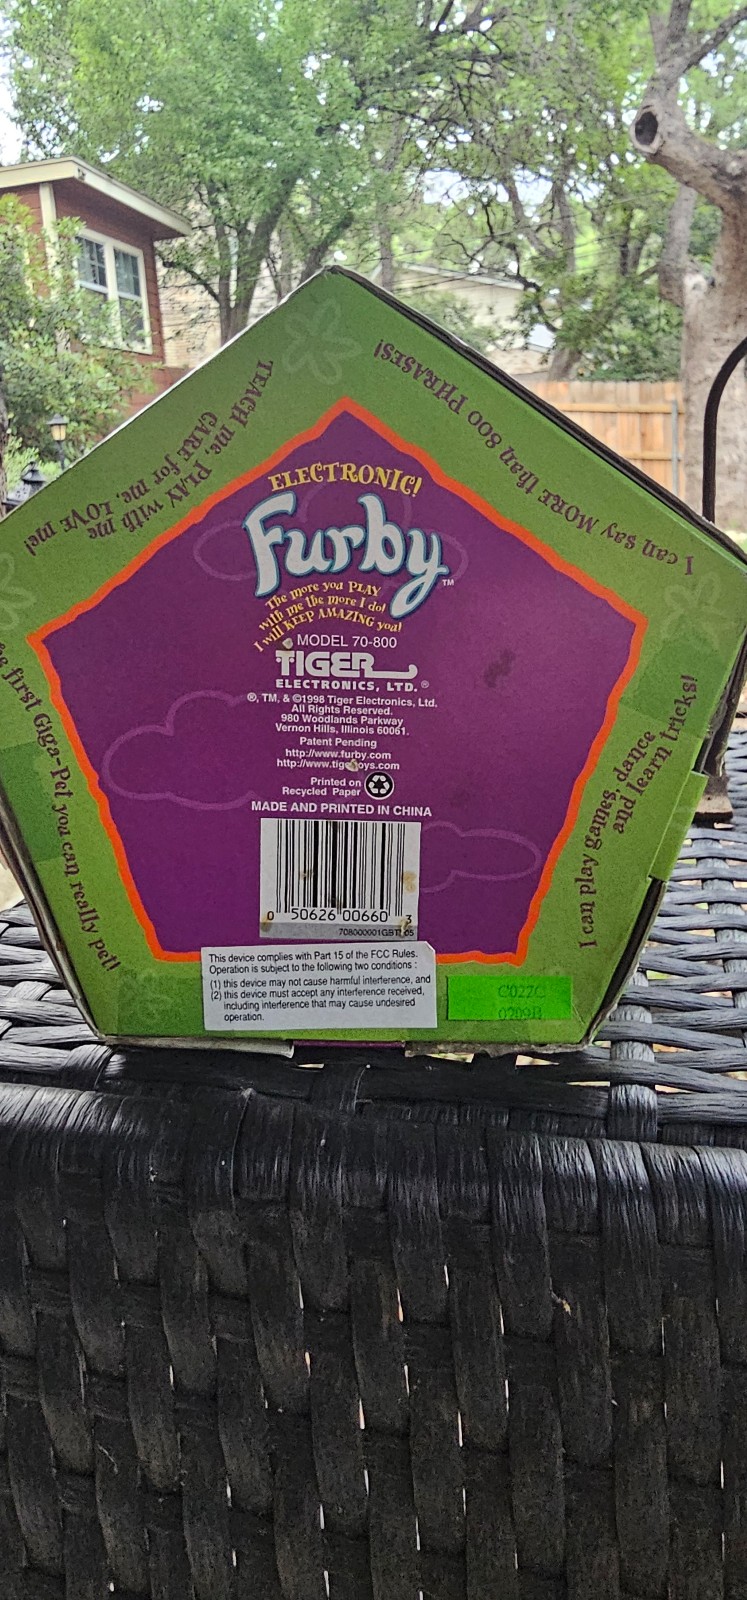 TEACH me, PLAY with me
CARE for me, LOVE me!
I can say MORE than 800 PHRASES!
ELECTRONIC!
Furby™
The more you PLAY
with me the more I do!
I will KEEP AMAZING you!
MODEL 70-800
TIGER
ELECTRONICS, LTD.®
®, TM, & ©1998 Tiger Electronics, Ltd.
All Rights Reserved.
980 Woodlands Parkway
Vernon Hills, Illinois 60061.
Patent Pending
http://www.furby.com
http://www.tigertoys.com
Printed on
Recycled Paper
MADE AND PRINTED IN CHINA
0 50626 00660 3
first Giga-Pet you can really pet!
I can play games, dance
and learn tricks!
This device complies with Part 15 of the FCC Rules.
Operation is subject to the following two conditions :
(1) this device may not cause harmful interference, and
(2) this device must accept any interference received,
including interference that may cause undesired
operation.